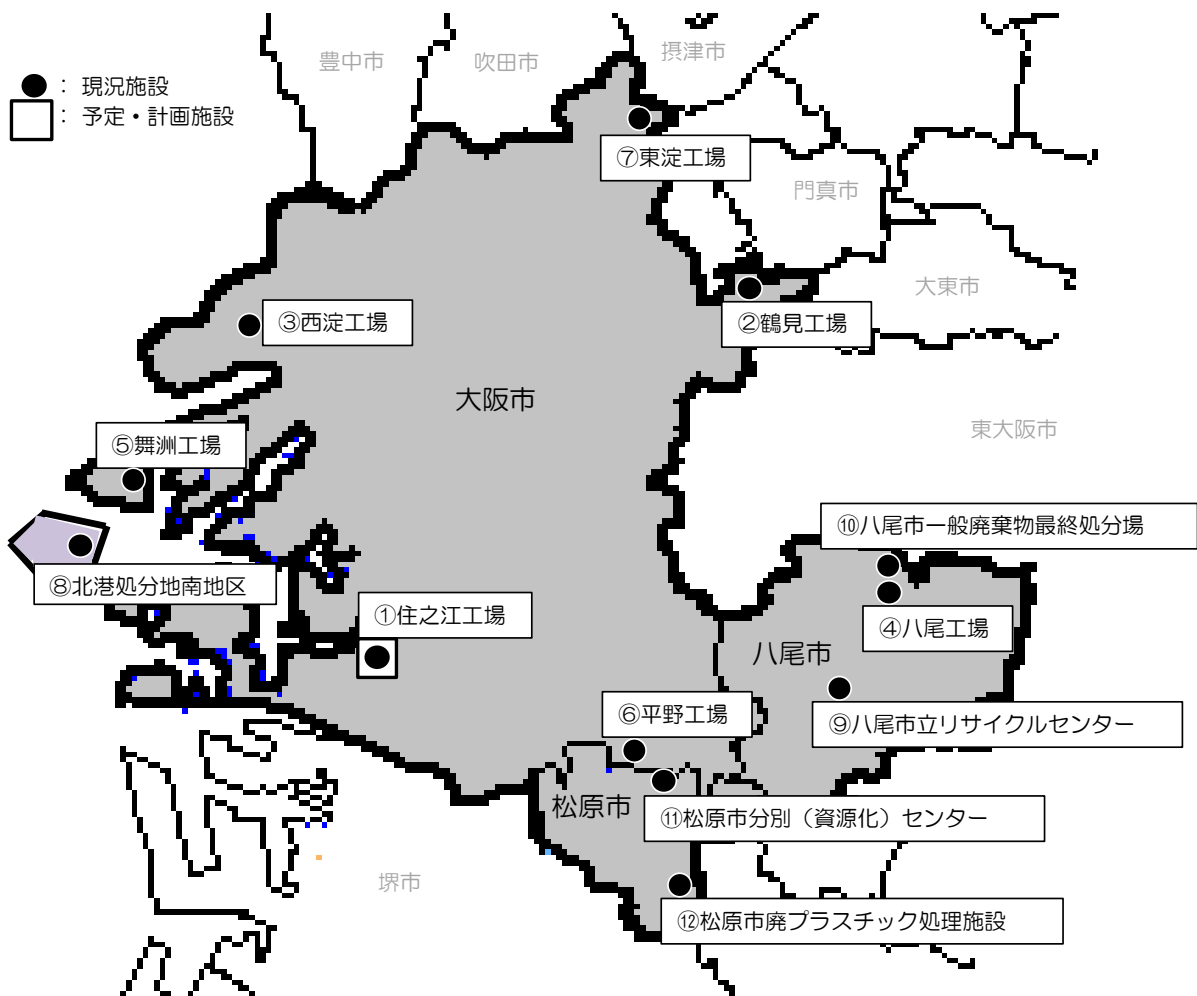 豊中市
吹田市
摂津市
： 現況施設
： 予定・計画施設
⑦東淀工場
門真市
大東市
③西淀工場
②鶴見工場
大阪市
東大阪市
⑤舞洲工場
⑩八尾市一般廃棄物最終処分場
⑧北港処分地南地区
①住之江工場
④八尾工場
八尾市
⑥平野工場
⑨八尾市立リサイクルセンター
松原市
⑪松原市分別（資源化）センター
堺市
⑫松原市廃プラスチック処理施設